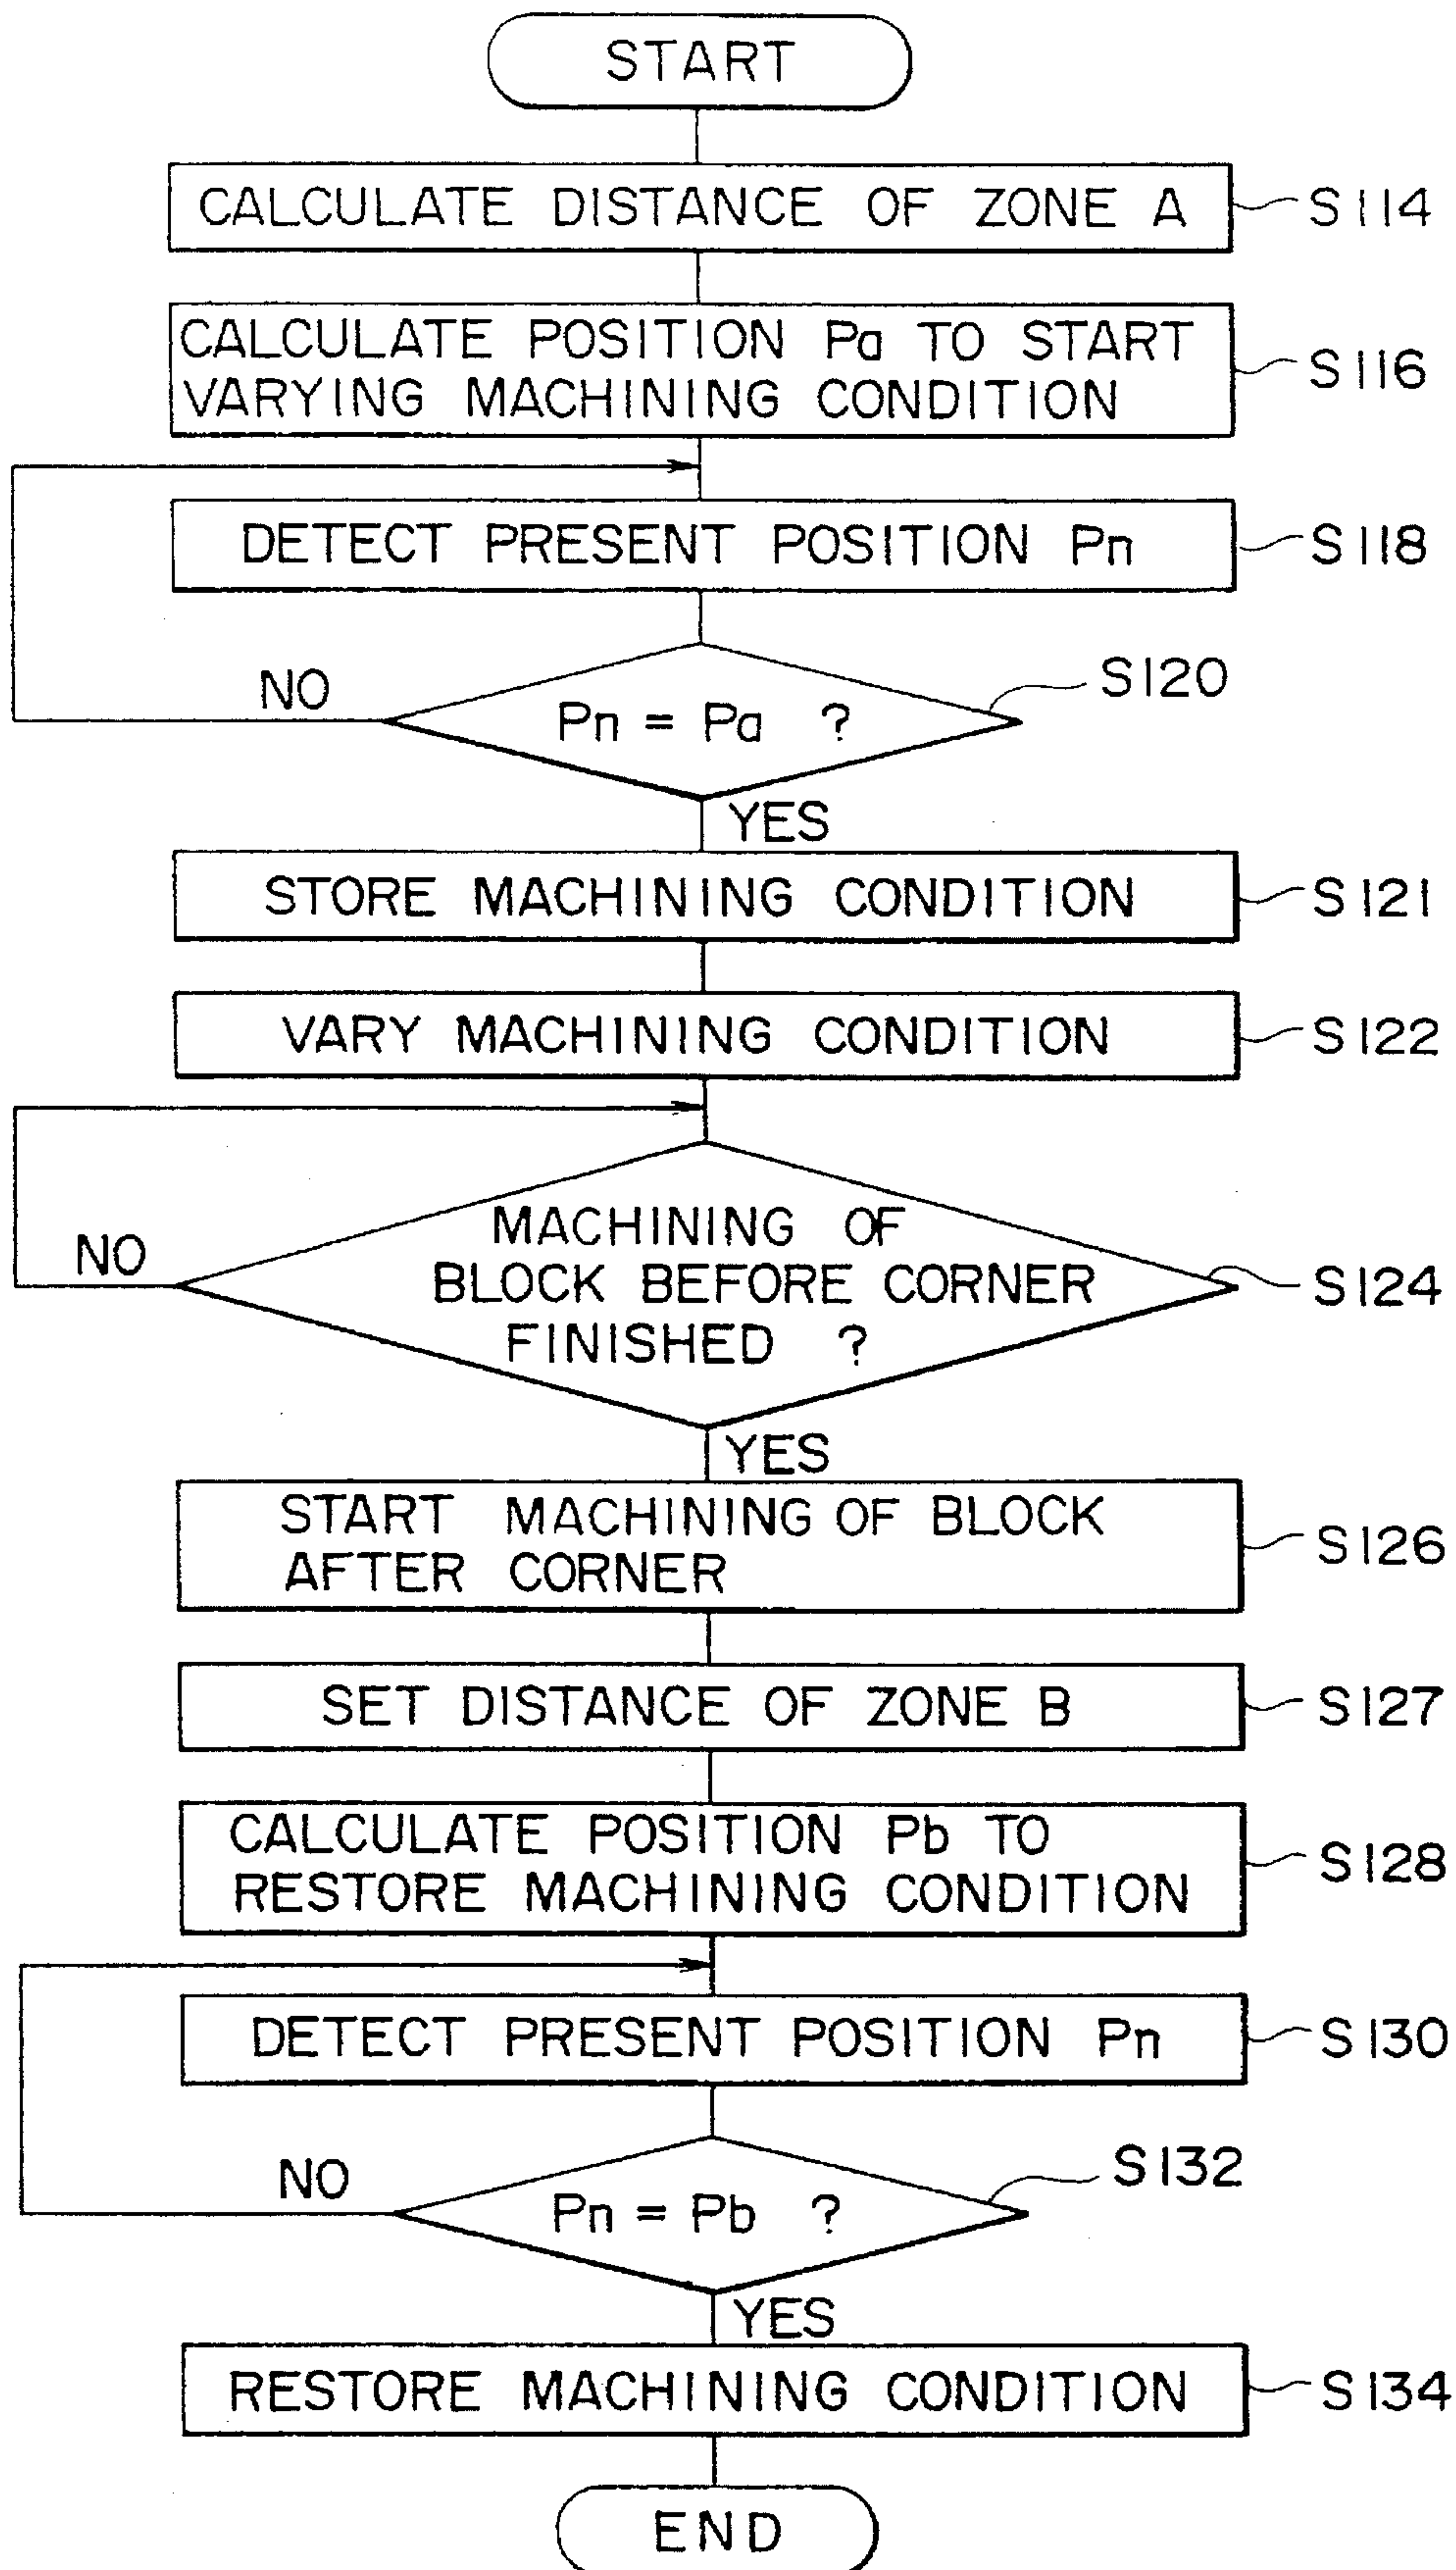 START
CALCULATE DISTANCE OF ZONE A
S114
CALCULATE POSITION Pa TO START
VARYING MACHINING CONDITION
S116
DETECT PRESENT POSITION Pn
S118
NO
Pn = Pa ?
S120
YES
STORE MACHINING CONDITION
S121
VARY MACHINING CONDITION
S122
NO
MACHINING OF
BLOCK BEFORE CORNER
FINISHED ?
S124
YES
START MACHINING OF BLOCK
AFTER CORNER
S126
SET DISTANCE OF ZONE B
S127
CALCULATE POSITION Pb TO
RESTORE MACHINING CONDITION
S128
DETECT PRESENT POSITION Pn
S130
NO
Pn = Pb ?
S132
YES
RESTORE MACHINING CONDITION
S134
END